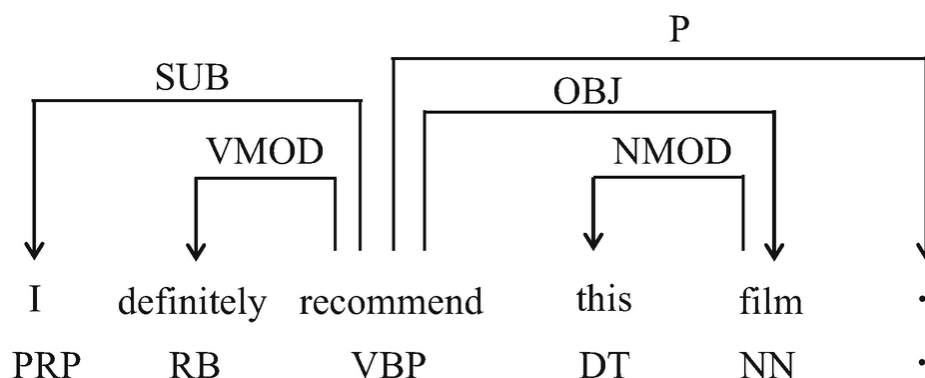 P
SUB
OBJ
VMOD NMOD
I definitely recommend this film .
PRP RB VBP DT NN .